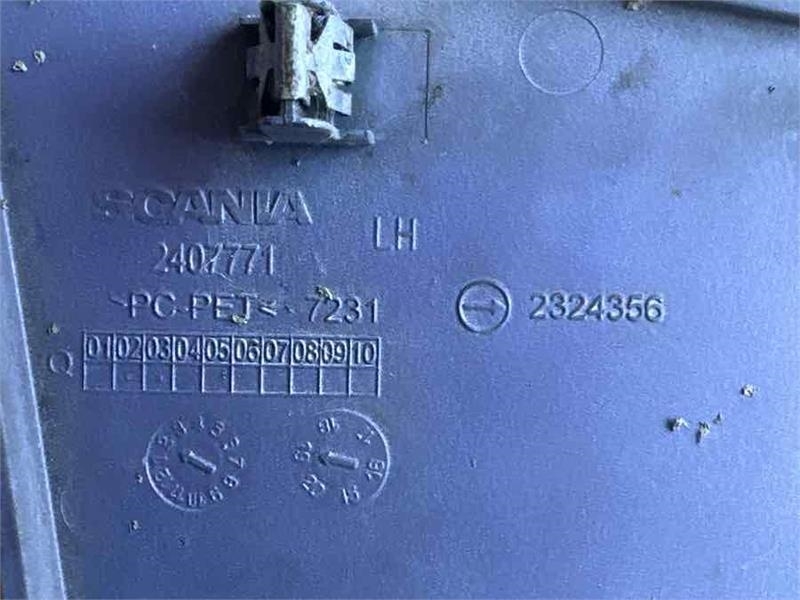 SCANIA
LH
2407771
>PC-PET< 7231
2324356
01 02 03 04 05 06 07 08 09 10
Q